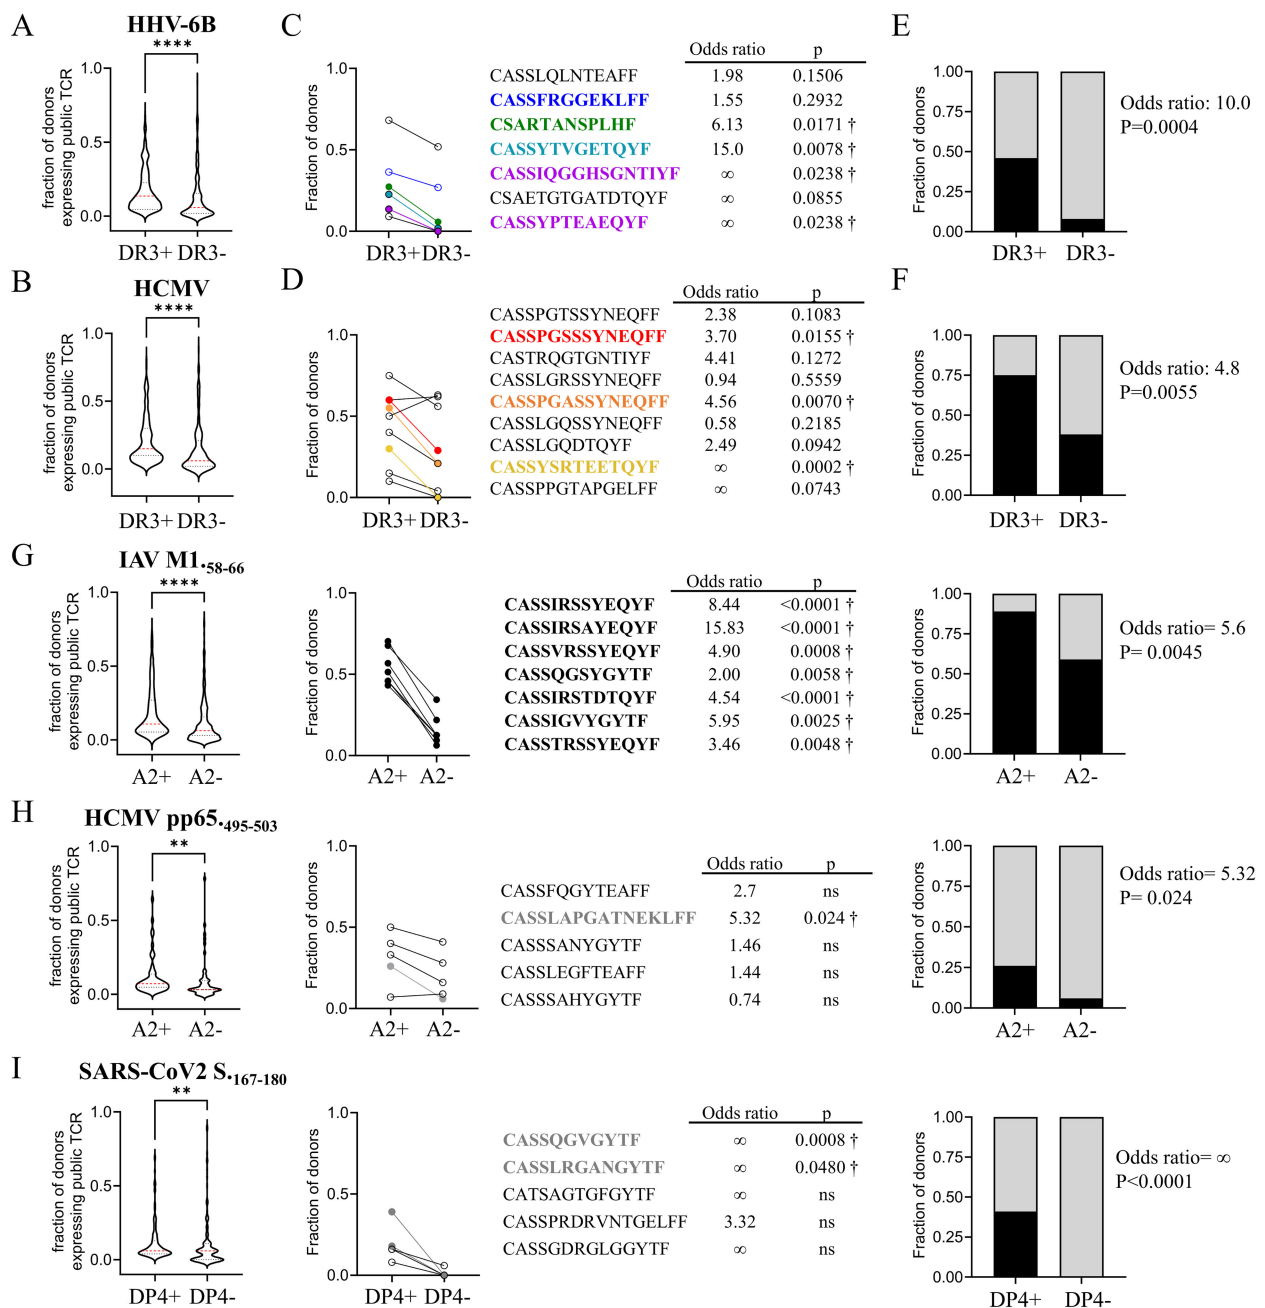 A
HHV-6B
****
fraction of donors
expressing public TCR
1.0
0.5
0.0
DR3+ DR3-
C
Fraction of donors
1.0
0.5
0.0
DR3+ DR3-
Odds ratio p
CASSLQLNTEAFF 1.98 0.1506
CASSFRGGEKLFF 1.55 0.2932
CSARTANSPLHF 6.13 0.0171 †
CASSYTVGETQYF 15.0 0.0078 †
CASSIQGGHSGNTIYF ∞ 0.0238 †
CSAETGTGATDTQYF ∞ 0.0855
CASSYPTEAEQYF ∞ 0.0238 †
E
Fraction of donors
1.00
0.75
0.50
0.25
0.00
DR3+ DR3-
Odds ratio: 10.0
P=0.0004
B
HCMV
****
fraction of donors
expressing public TCR
1.0
0.5
0.0
DR3+ DR3-
D
Fraction of donors
1.0
0.5
0.0
DR3+ DR3-
Odds ratio p
CASSPGTSSYNEQFF 2.38 0.1083
CASSPGSSSYNEQFF 3.70 0.0155 †
CASTRQGTGNTIYF 4.41 0.1272
CASSLGRSSYNEQFF 0.94 0.5559
CASSPGASSYNEQFF 4.56 0.0070 †
CASSLGQSSYNEQFF 0.58 0.2185
CASSLGQDTQYF 2.49 0.0942
CASSYSRTEETQYF ∞ 0.0002 †
CASSPPGTAPGELFF ∞ 0.0743
F
Fraction of donors
1.00
0.75
0.50
0.25
0.00
DR3+ DR3-
Odds ratio: 4.8
P=0.0055
G
IAV M1.58-66
****
fraction of donors
expressing public TCR
1.0
0.5
0.0
A2+ A2-
Fraction of donors
1.0
0.5
0.0
A2+ A2-
Odds ratio p
CASSIRSSYEQYF 8.44 <0.0001 †
CASSIRSAYEQYF 15.83 <0.0001 †
CASSVRSSYEQYF 4.90 0.0008 †
CASSQGSYGYTF 2.00 0.0058 †
CASSIRSTDTQYF 4.54 <0.0001 †
CASSIGVYGYTF 5.95 0.0025 †
CASSTRSSYEQYF 3.46 0.0048 †
Fraction of donors
1.00
0.75
0.50
0.25
0.00
A2+ A2-
Odds ratio= 5.6
P= 0.0045
H
HCMV pp65.495-503
**
fraction of donors
expressing public TCR
1.0
0.5
0.0
A2+ A2-
Fraction of donors
1.0
0.5
0.0
A2+ A2-
Odds ratio p
CASSFQGYTEAFF 2.7 ns
CASSLAPGATNEKLFF 5.32 0.024 †
CASSSANYGYTF 1.46 ns
CASSLEGFTEAFF 1.44 ns
CASSSAHYGYTF 0.74 ns
Fraction of donors
1.00
0.75
0.50
0.25
0.00
A2+ A2-
Odds ratio= 5.32
P= 0.024
I
SARS-CoV2 S.167-180
**
fraction of donors
expressing public TCR
1.0
0.5
0.0
DP4+ DP4-
Fraction of donors
1.0
0.5
0.0
DP4+ DP4-
Odds ratio p
CASSQGVGYTF ∞ 0.0008 †
CASSLRGANGYTF ∞ 0.0480 †
CATSAGTGFGYTF ∞ ns
CASSPRDRVNTGELFF 3.32 ns
CASSGDRGLGGYTF ∞ ns
Fraction of donors
1.00
0.75
0.50
0.25
0.00
DP4+ DP4-
Odds ratio= ∞
P<0.0001